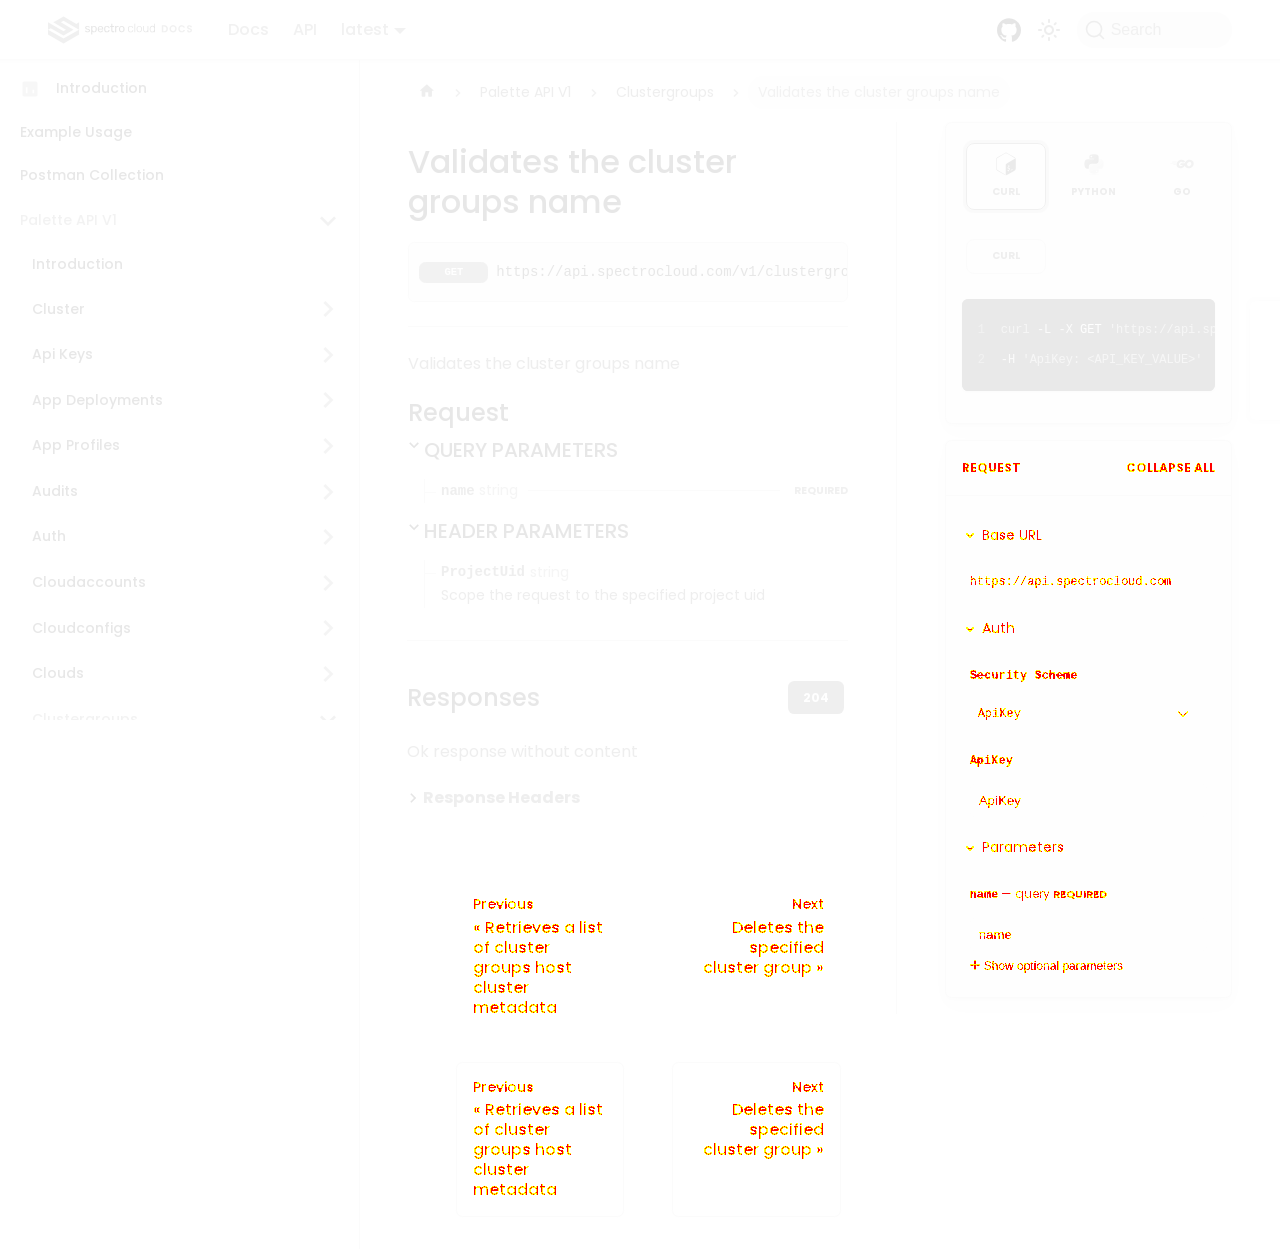 spectro cloud DOCS
Docs
API
latest
Search
Introduction
Example Usage
Postman Collection
Palette API V1
Introduction
Cluster
Api Keys
App Deployments
App Profiles
Audits
Auth
Cloudaccounts
Cloudconfigs
Clouds
Clustergroups
Palette API V1
Clustergroups
Validates the cluster groups name
Validates the cluster
groups name
GET https://api.spectrocloud.com/v1/clustergro
Validates the cluster groups name
Request
QUERY PARAMETERS
name string REQUIRED
HEADER PARAMETERS
ProjectUid string
Scope the request to the specified project uid
Responses
204
Ok response without content
Response Headers
Previous
« Retrieves a list
of cluster
groups host
cluster
metadata
Next
Deletes the
specified
cluster group »
Previous
« Retrieves a list
of cluster
groups host
cluster
metadata
Next
Deletes the
specified
cluster group »
CURL
PYTHON
GO
CURL
1 curl -L -X GET 'https://api.sp
2 -H 'ApiKey: <API_KEY_VALUE>'
REQUEST
COLLAPSE ALL
Base URL
https://api.spectrocloud.com
Auth
Security Scheme
ApiKey
ApiKey
ApiKey
Parameters
name — query REQUIRED
name
Show optional parameters